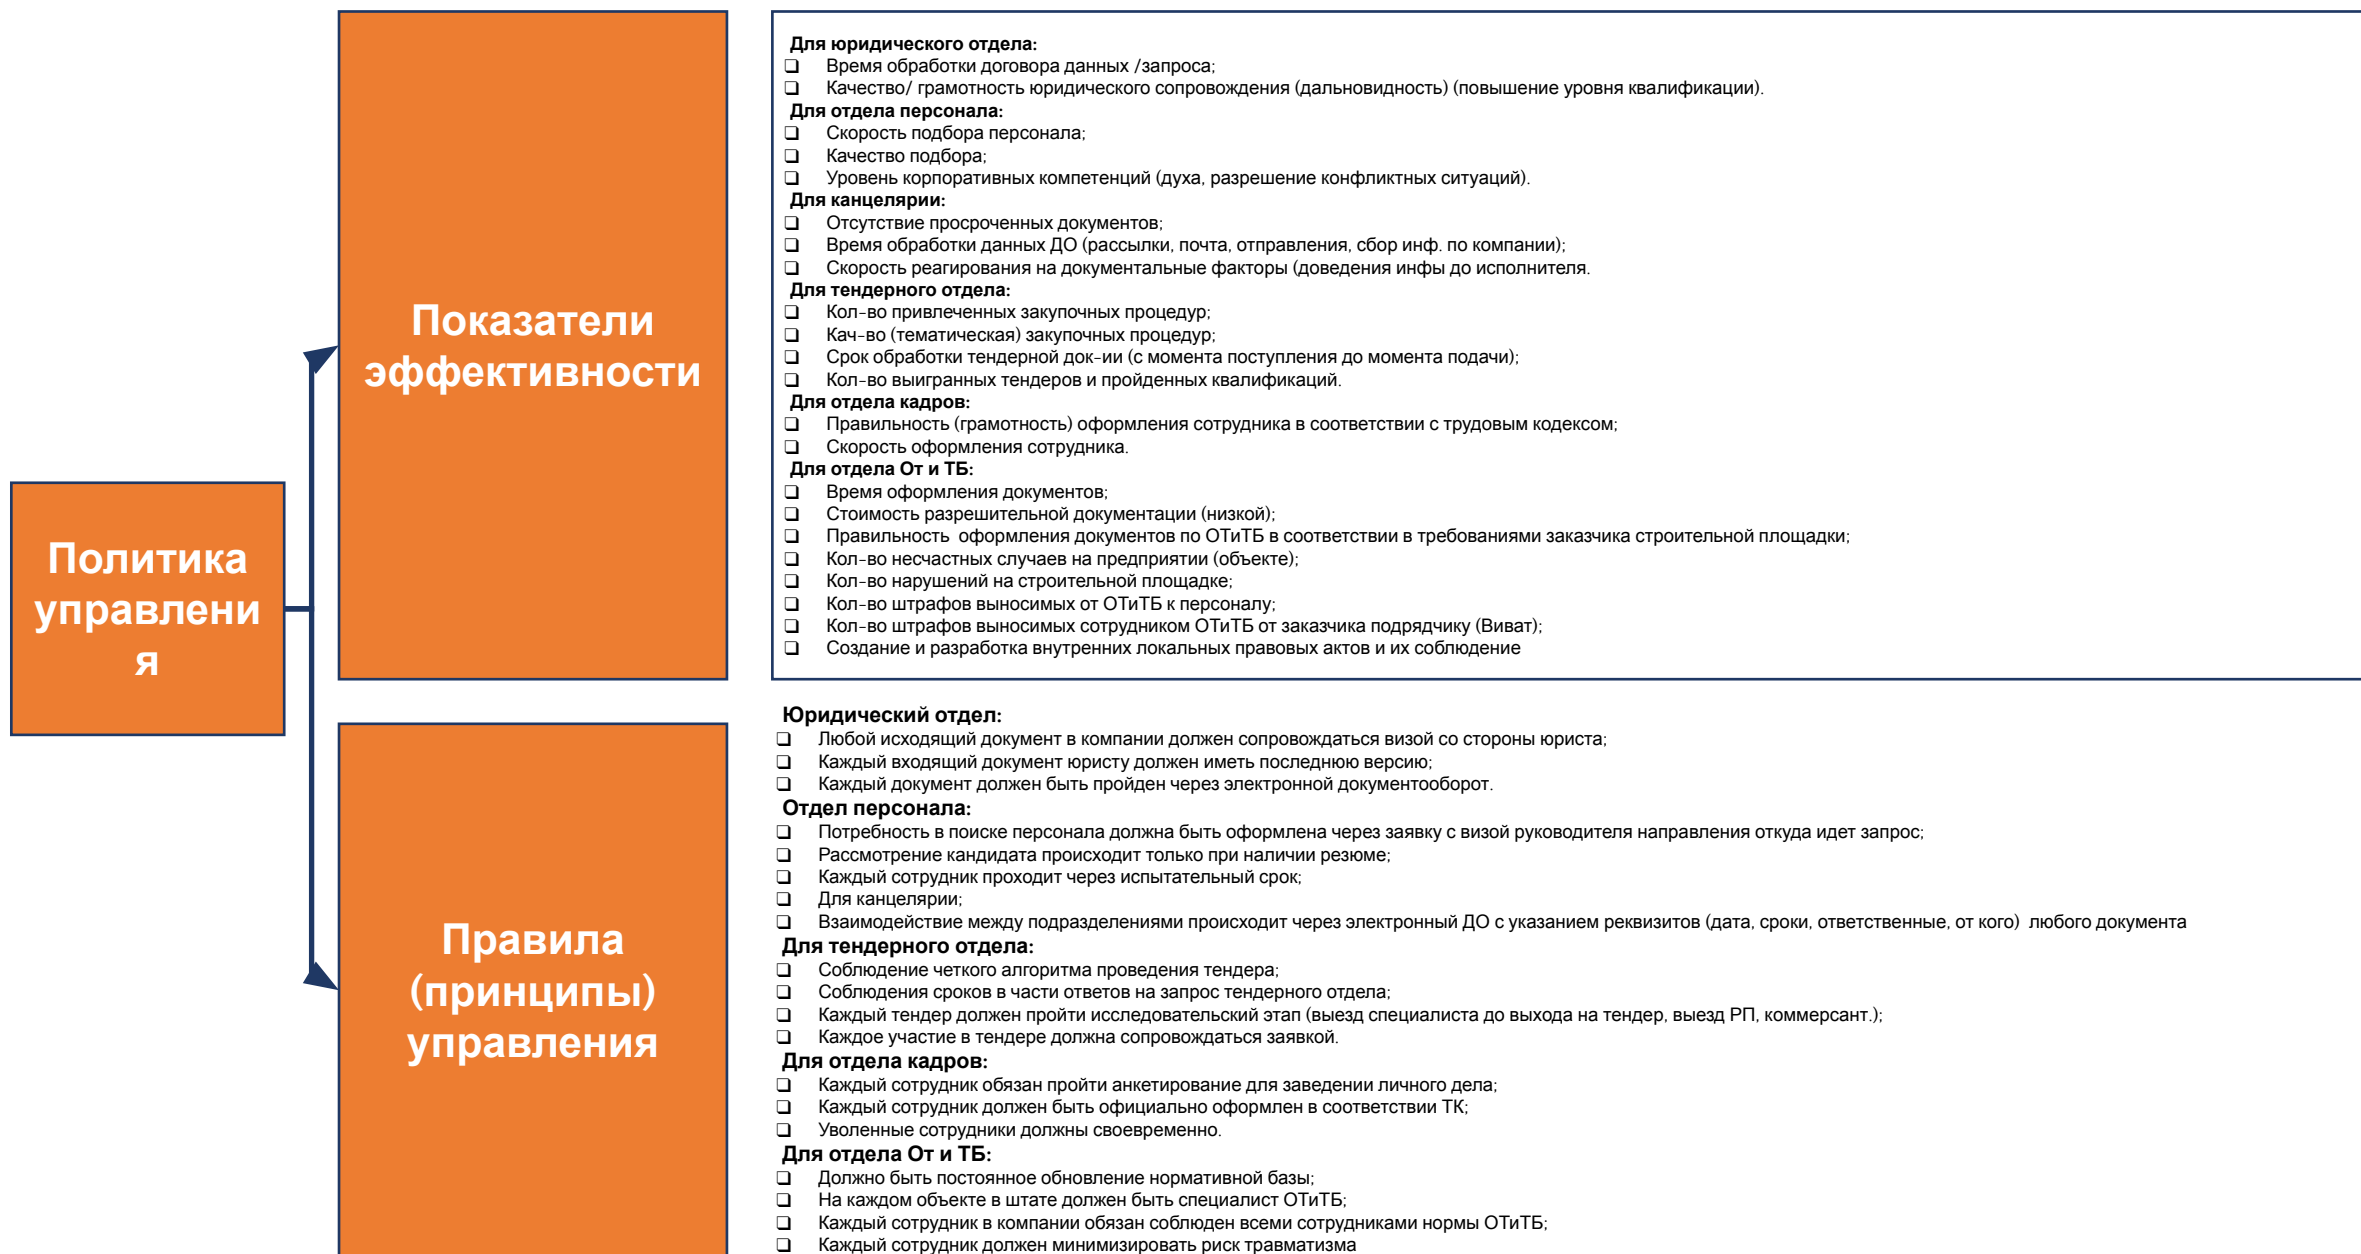 Политика
управлени
я
Показатели
эффективности
Для юридического отдела:
❑ Время обработки договора данных /запроса;
❑ Качество/ грамотность юридического сопровождения (дальновидность) (повышение уровня квалификации).
Для отдела персонала:
❑ Скорость подбора персонала;
❑ Качество подбора;
❑ Уровень корпоративных компетенций (духа, разрешение конфликтных ситуаций).
Для канцелярии:
❑ Отсутствие просроченных документов;
❑ Время обработки данных ДО (рассылки, почта, отправления, сбор инф. по компании);
❑ Скорость реагирования на документальные факторы (доведения инфы до исполнителя.
Для тендерного отдела:
❑ Кол-во привлеченных закупочных процедур;
❑ Кач-во (тематическая) закупочных процедур;
❑ Срок обработки тендерной док-ии (с момента поступления до момента подачи);
❑ Кол-во выигранных тендеров и пройденных квалификаций.
Для отдела кадров:
❑ Правильность (грамотность) оформления сотрудника в соответствии с трудовым кодексом;
❑ Скорость оформления сотрудника.
Для отдела От и ТБ:
❑ Время оформления документов;
❑ Стоимость разрешительной документации (низкой);
❑ Правильность оформления документов по ОТиТБ в соответствии в требованиями заказчика строительной площадки;
❑ Кол-во несчастных случаев на предприятии (объекте);
❑ Кол-во нарушений на строительной площадке;
❑ Кол-во штрафов выносимых от ОТиТБ к персоналу;
❑ Кол-во штрафов выносимых сотрудником ОТиТБ от заказчика подрядчику (Виват);
❑ Создание и разработка внутренних локальных правовых актов и их соблюдение
Правила
(принципы)
управления
Юридический отдел:
❑ Любой исходящий документ в компании должен сопровождаться визой со стороны юриста;
❑ Каждый входящий документ юристу должен иметь последнюю версию;
❑ Каждый документ должен быть пройден через электронной документооборот.
Отдел персонала:
❑ Потребность в поиске персонала должна быть оформлена через заявку с визой руководителя направления откуда идет запрос;
❑ Рассмотрение кандидата происходит только при наличии резюме;
❑ Каждый сотрудник проходит через испытательный срок;
❑ Для канцелярии;
❑ Взаимодействие между подразделениями происходит через электронный ДО с указанием реквизитов (дата, сроки, ответственные, от кого) любого документа
Для тендерного отдела:
❑ Соблюдение четкого алгоритма проведения тендера;
❑ Соблюдения сроков в части ответов на запрос тендерного отдела;
❑ Каждый тендер должен пройти исследовательский этап (выезд специалиста до выхода на тендер, выезд РП, коммерсант.);
❑ Каждое участие в тендере должна сопровождаться заявкой.
Для отдела кадров:
❑ Каждый сотрудник обязан пройти анкетирование для заведении личного дела;
❑ Каждый сотрудник должен быть официально оформлен в соответствии ТК;
❑ Уволенные сотрудники должны своевременно.
Для отдела От и ТБ:
❑ Должно быть постоянное обновление нормативной базы;
❑ На каждом объекте в штате должен быть специалист ОТиТБ;
❑ Каждый сотрудник в компании обязан соблюден всеми сотрудниками нормы ОТиТБ;
❑ Каждый сотрудник должен минимизировать риск травматизма